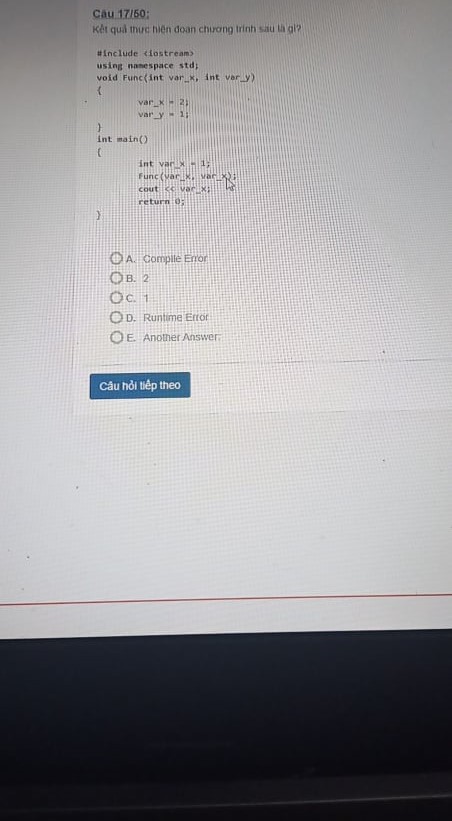 Câu 17/50:
Kết quả thực hiện đoạn chương trình sau là gì?
#include <iostream>
using namespace std;
void Func(int var_x, int var_y)
{
var_x = 2;
var_y = 1;
}
int main()
{
int var_x = 1;
Func(var_x, var_x);
cout << var_x;
return 0;
}
A. Compile Error
B. 2
C. 1
D. Runtime Error
E. Another Answer:
Câu hỏi tiếp theo